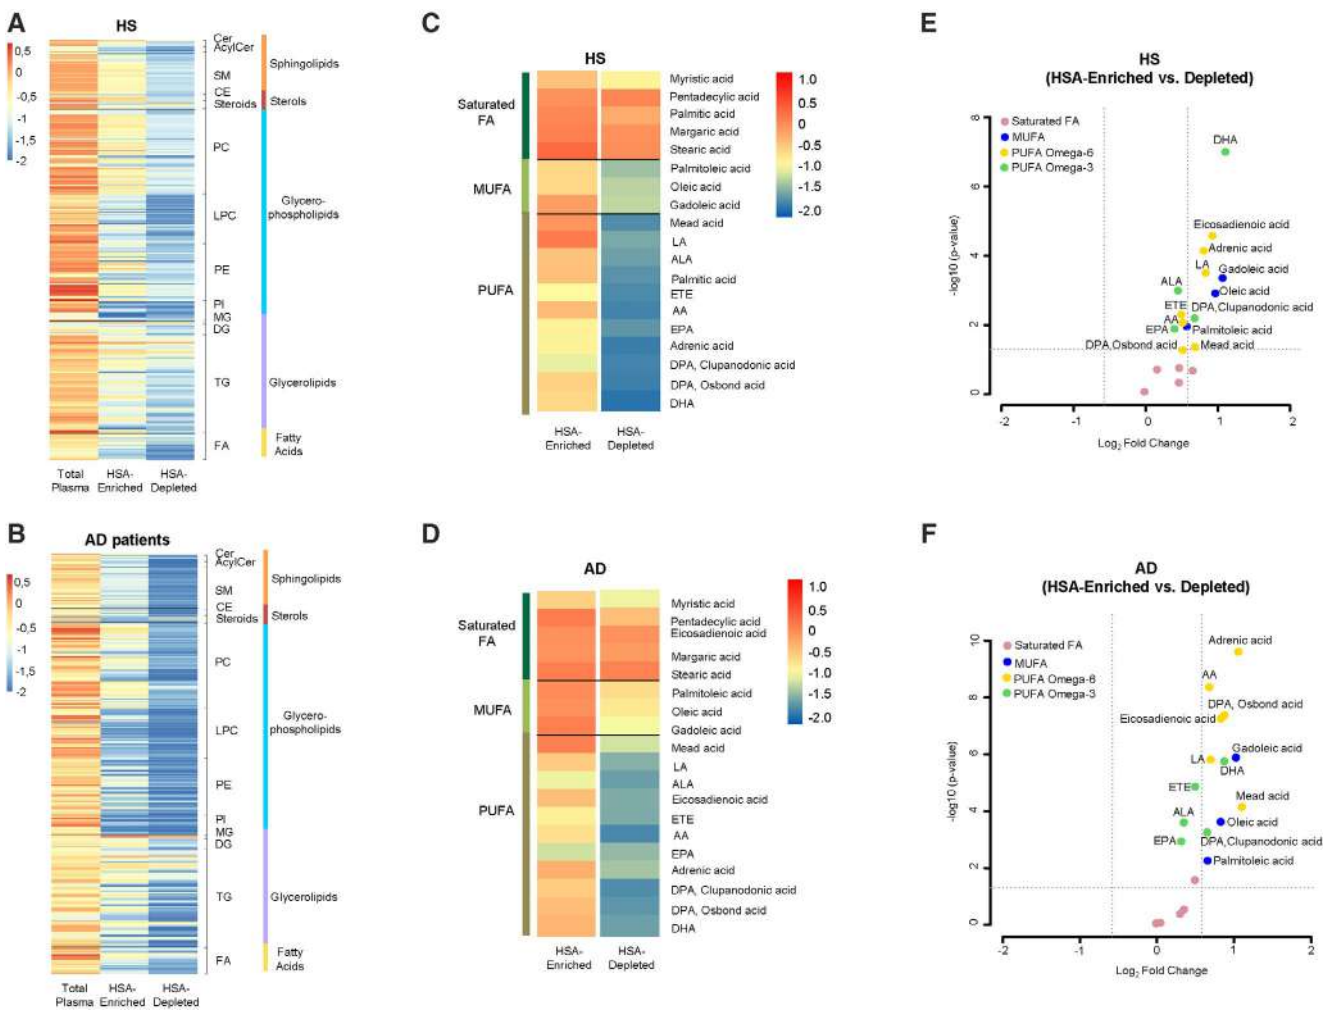 A
HS
0,5
0
-0,5
-1
-1,5
-2
Cer
AcylCer
SM
CE
Steroids
PC
LPC
PE
PI
MG
DG
TG
FA
Sphingolipids
Sterols
Glycero-
phospholipids
Glycerolipids
Fatty
Acids
Total
Plasma
HSA-
Enriched
HSA-
Depleted
B
AD patients
0,5
0
-0,5
-1
-1,5
-2
Cer
AcylCer
SM
CE
Steroids
PC
LPC
PE
PI
MG
DG
TG
FA
Sphingolipids
Sterols
Glycero-
phospholipids
Glycerolipids
Fatty
Acids
Total
Plasma
HSA-
Enriched
HSA-
Depleted
C
HS
Saturated
FA
MUFA
PUFA
Myristic acid
Pentadecylic acid
Palmitic acid
Margaric acid
Stearic acid
Palmitoleic acid
Oleic acid
Gadoleic acid
Mead acid
LA
ALA
Palmitic acid
ETE
AA
EPA
Adrenic acid
DPA, Clupanodonic acid
DPA, Osbond acid
DHA
1.0
0.5
0.0
-0.5
-1.0
-1.5
-2.0
HSA-
Enriched
HSA-
Depleted
D
AD
Saturated
FA
MUFA
PUFA
Myristic acid
Pentadecylic acid
Eicosadienoic acid
Margaric acid
Stearic acid
Palmitoleic acid
Oleic acid
Gadoleic acid
Mead acid
LA
ALA
Eicosadienoic acid
ETE
AA
EPA
Adrenic acid
DPA, Clupanodonic acid
DPA, Osbond acid
DHA
1.0
0.5
0.0
-0.5
-1.0
-1.5
-2.0
HSA-
Enriched
HSA-
Depleted
E
HS
(HSA-Enriched vs. Depleted)
Saturated FA
MUFA
PUFA Omega-6
PUFA Omega-3
DHA
Eicosadienoic acid
Adrenic acid
LA
Gadoleic acid
ALA
Oleic acid
ETE
DPA,Clupanodonic acid
AA
EPA
Palmitoleic acid
DPA,Osbond acid
Mead acid
8
6
4
2
0
-log10 (p-value)
-2
-1
0
1
2
Log2 Fold Change
F
AD
(HSA-Enriched vs. Depleted)
Saturated FA
MUFA
PUFA Omega-6
PUFA Omega-3
Adrenic acid
AA
DPA, Osbond acid
Eicosadienoic acid
Gadoleic acid
LA
DHA
ETE
Mead acid
ALA
Oleic acid
EPA
DPA,Clupanodonic acid
Palmitoleic acid
10
8
6
4
2
0
-log10 (p-value)
-2
-1
0
1
2
Log2 Fold Change